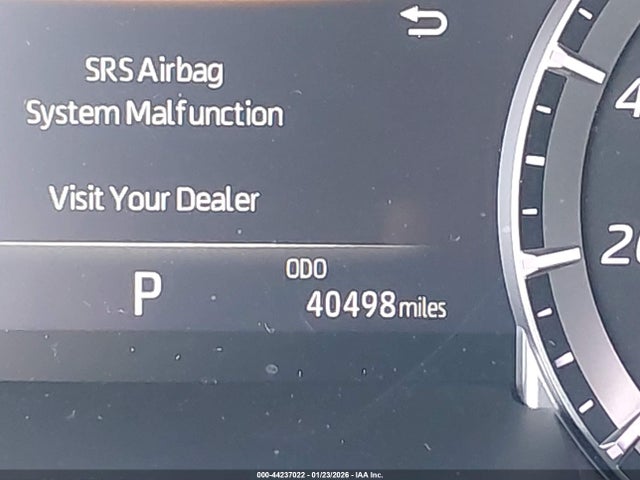 SRS Airbag
System Malfunction
Visit Your Dealer
P
ODO
40498 miles
000-44237022 - 01/23/2026 - IAA Inc.